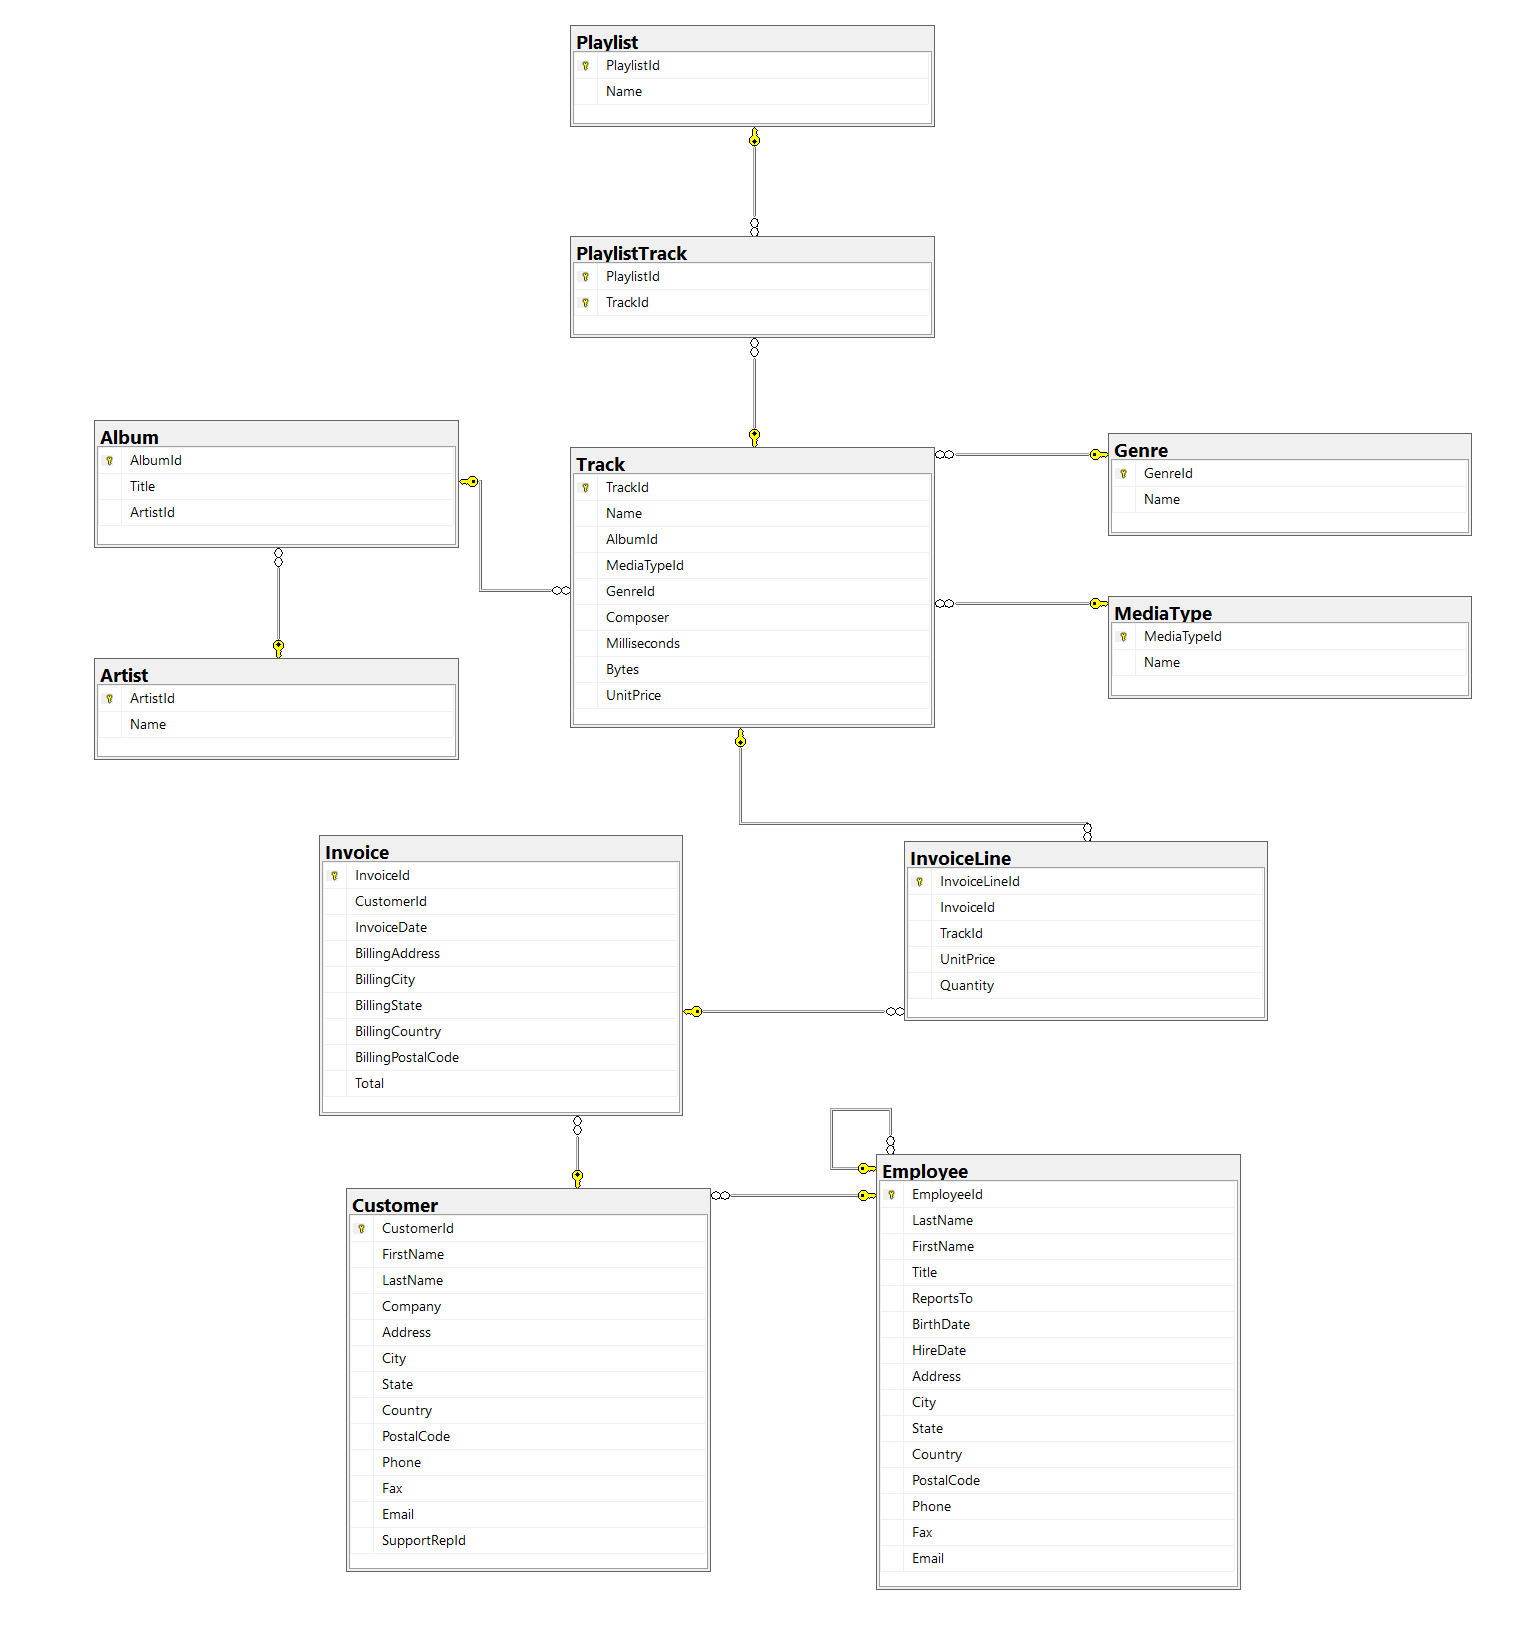 Playlist
PlaylistId
Name
PlaylistTrack
PlaylistId
TrackId
Album
AlbumId
Title
ArtistId
Artist
ArtistId
Name
Track
TrackId
Name
AlbumId
MediaTypeId
GenreId
Composer
Milliseconds
Bytes
UnitPrice
Genre
GenreId
Name
MediaType
MediaTypeId
Name
Invoice
InvoiceId
CustomerId
InvoiceDate
BillingAddress
BillingCity
BillingState
BillingCountry
BillingPostalCode
Total
InvoiceLine
InvoiceLineId
InvoiceId
TrackId
UnitPrice
Quantity
Customer
CustomerId
FirstName
LastName
Company
Address
City
State
Country
PostalCode
Phone
Fax
Email
SupportRepId
Employee
EmployeeId
LastName
FirstName
Title
ReportsTo
BirthDate
HireDate
Address
City
State
Country
PostalCode
Phone
Fax
Email